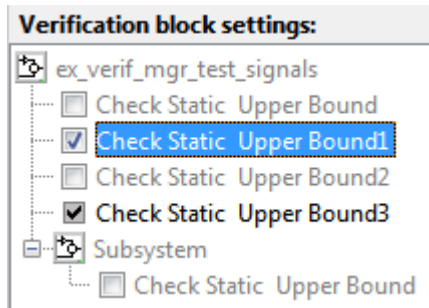 Verification block settings:
ex_verif_mgr_test_signals
Check Static Upper Bound
Check Static Upper Bound1
Check Static Upper Bound2
Check Static Upper Bound3
Subsystem
Check Static Upper Bound